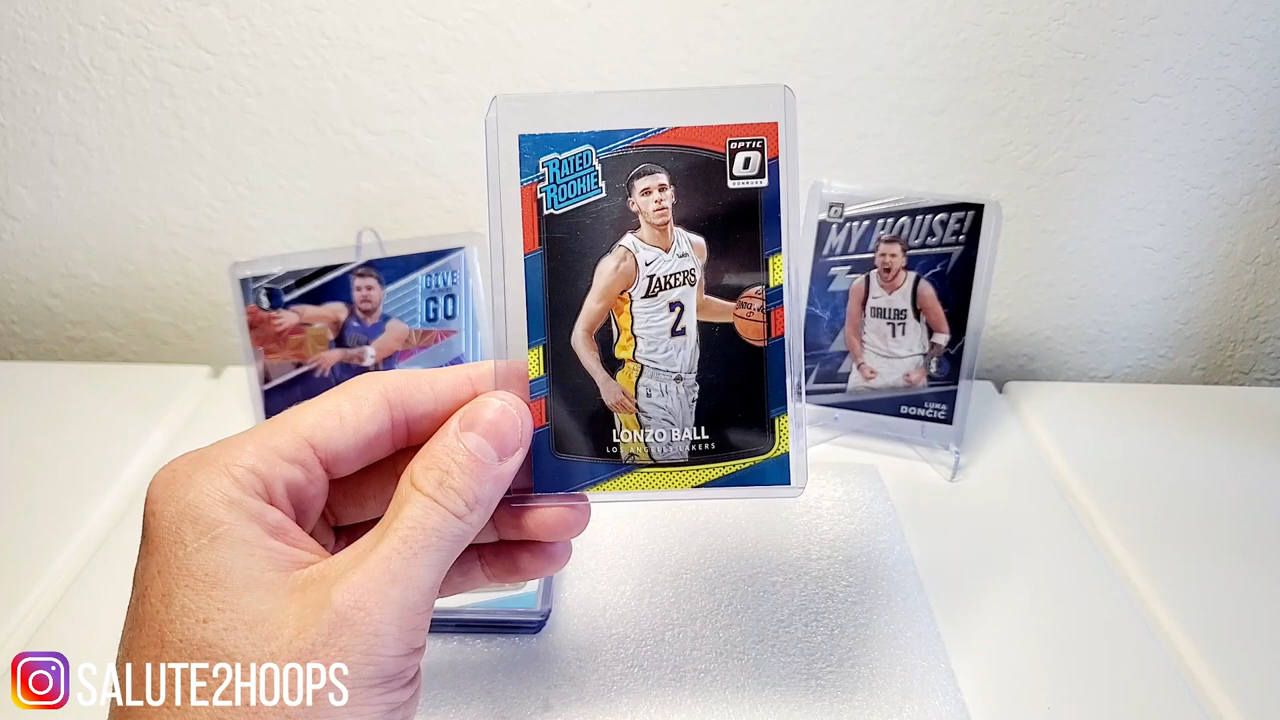 RATED
ROOKIE
OPTIC
DONRUSS
wish
LAKERS
2
LONZO BALL
LOS ANGELES LAKERS
GIVE
GO
MY HOUSE!
DALLAS
77
LUKA
DONČIĆ
SALUTE2HOOPS